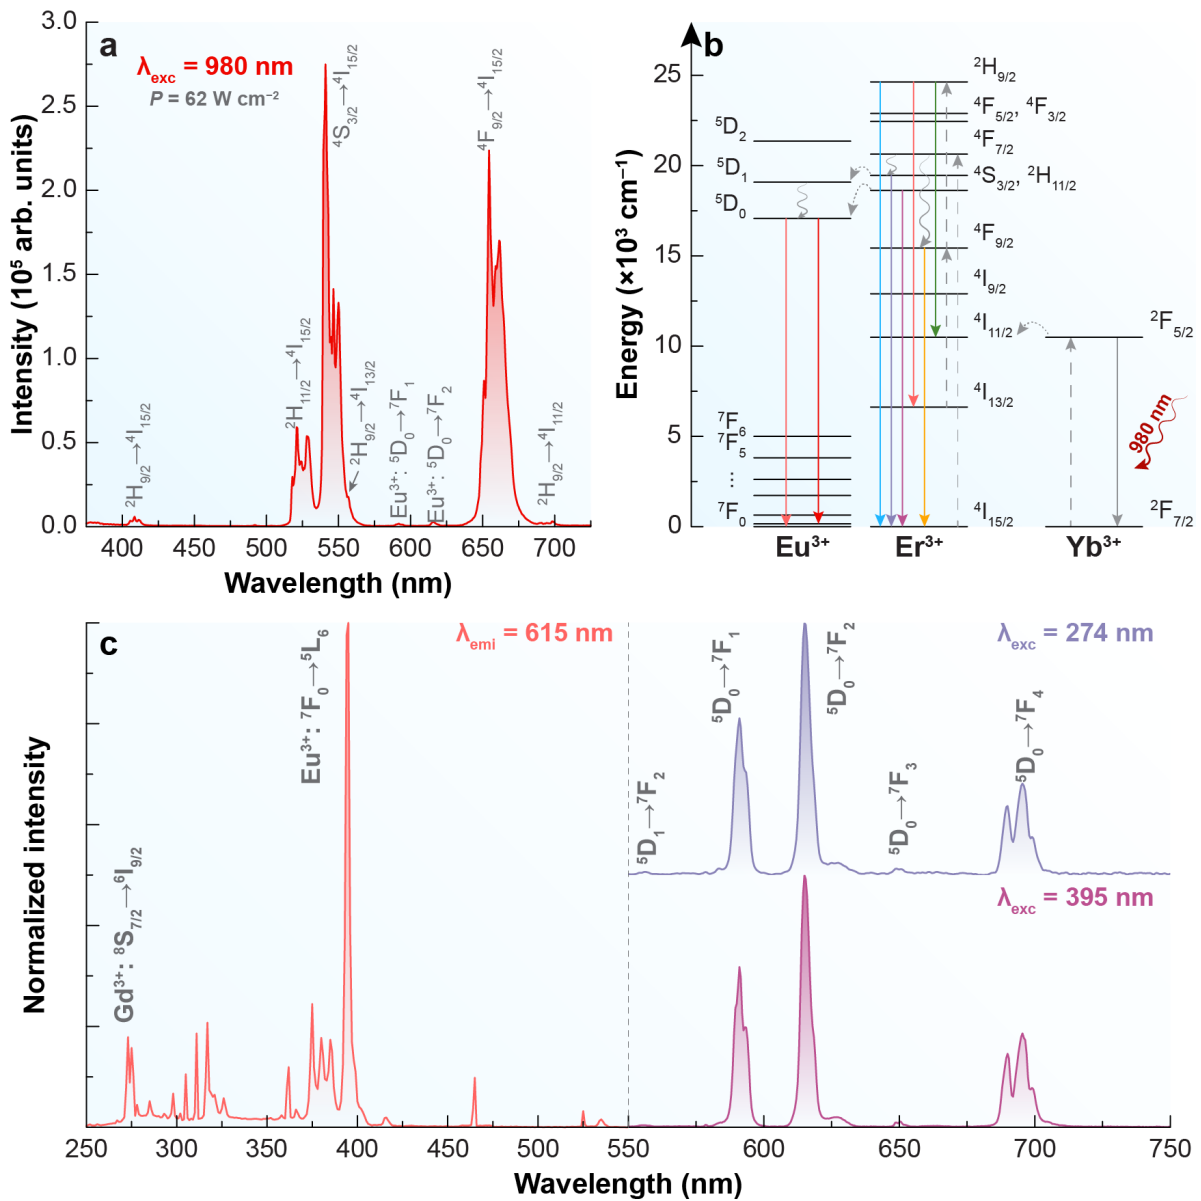 a
λexc = 980 nm
P = 62 W cm⁻²
Intensity (10⁵ arb. units)
3.0
2.5
2.0
1.5
1.0
0.5
0.0
²H₉/₂→⁴I₁₅/₂
²H₁₁/₂→⁴I₁₅/₂
⁴S₃/₂→⁴I₁₅/₂
²H₉/₂→⁴I₁₃/₂
Eu³⁺: ⁵D₀→⁷F₁
Eu³⁺: ⁵D₀→⁷F₂
⁴F₉/₂→⁴I₁₅/₂
²H₉/₂→⁴I₁₁/₂
400 450 500 550 600 650 700
Wavelength (nm)
b
Energy (×10³ cm⁻¹)
25
20
15
10
5
0
⁵D₂
⁵D₁
⁵D₀
⁷F₆
⁷F₅
⋮
⁷F₀
²H₉/₂
⁴F₅/₂, ⁴F₃/₂
⁴F₇/₂
⁴S₃/₂, ²H₁₁/₂
⁴F₉/₂
⁴I₉/₂
⁴I₁₁/₂
⁴I₁₃/₂
⁴I₁₅/₂
²F₅/₂
980 nm
²F₇/₂
Eu³⁺ Er³⁺ Yb³⁺
c
λemi = 615 nm
Normalized intensity
Gd³⁺: ⁸S₇/₂→⁶I₉/₂
Eu³⁺: ⁷F₀→⁵L₆
λexc = 274 nm
⁵D₁→⁷F₂
⁵D₀→⁷F₁
⁵D₀→⁷F₂
⁵D₀→⁷F₃
⁵D₀→⁷F₄
λexc = 395 nm
250 300 350 400 450 500 550 600 650 700 750
Wavelength (nm)